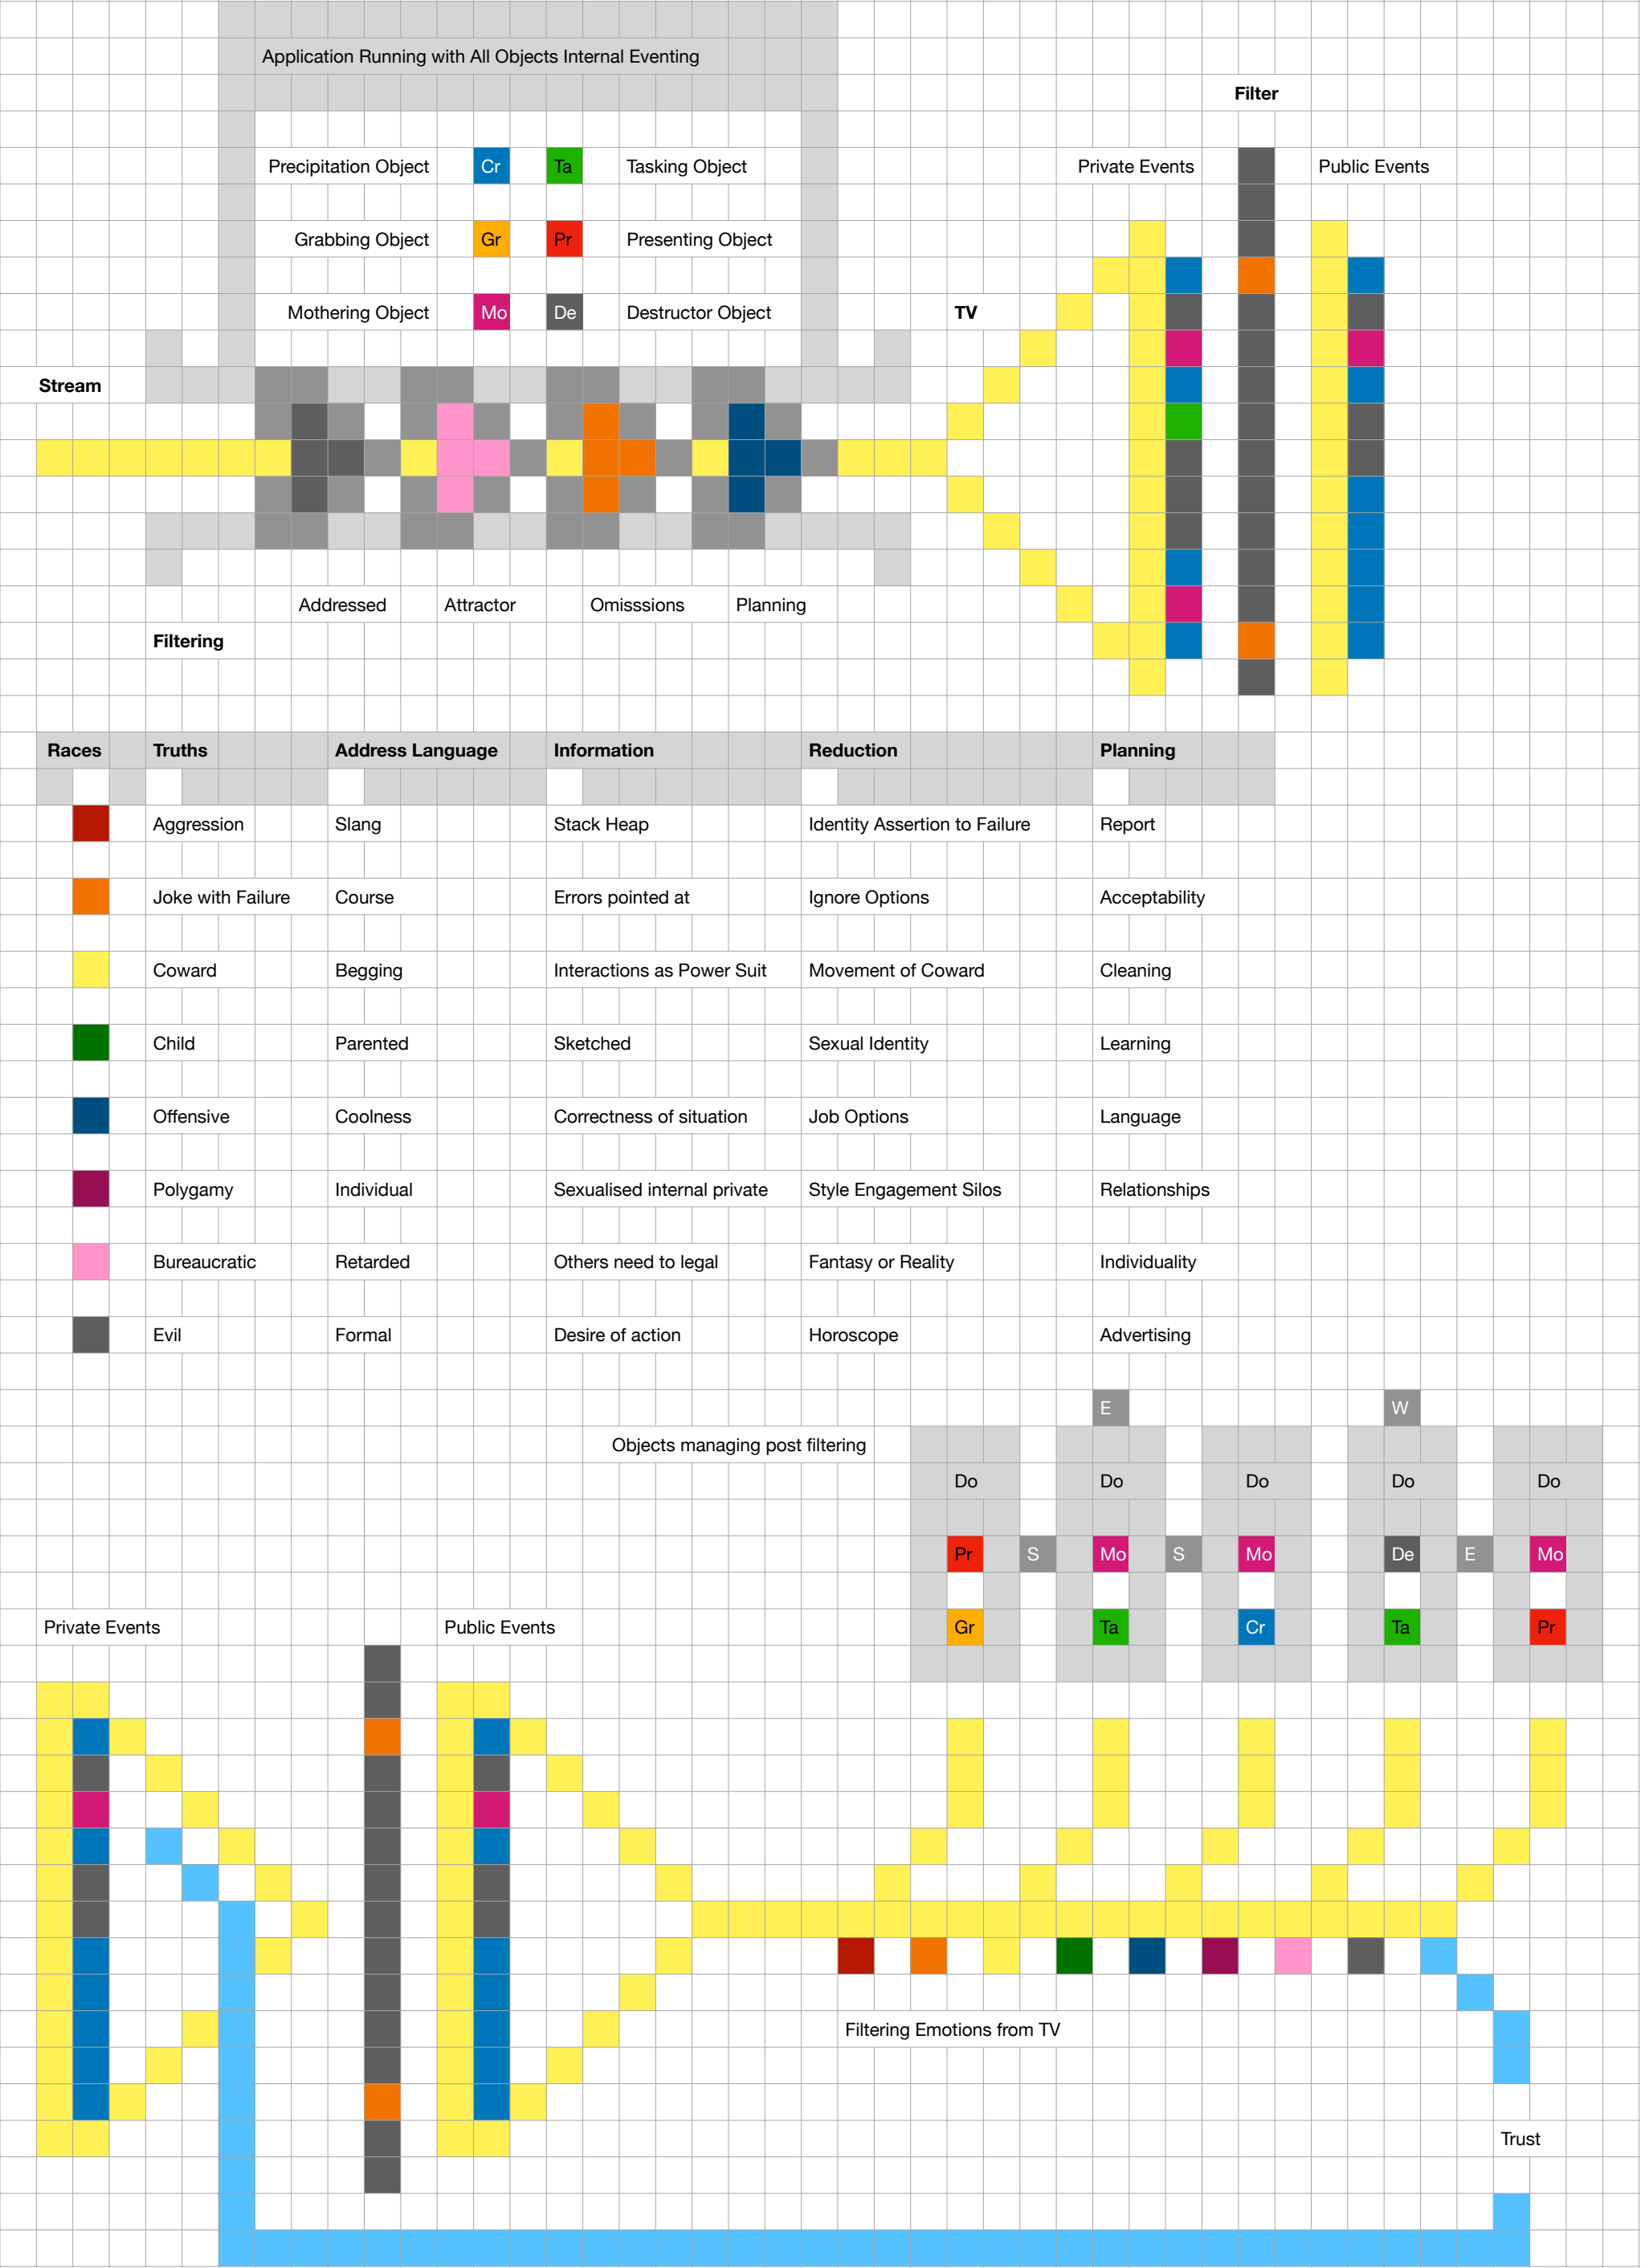 Application Running with All Objects Internal Eventing
Filter
Precipitation Object Cr Ta Tasking Object
Private Events
Public Events
Grabbing Object Gr Pr Presenting Object
Mothering Object Mo De Destructor Object
TV
Stream
Addressed Attractor Omisssions Planning
Filtering
Races Truths Address Language Information Reduction Planning
Aggression Slang Stack Heap Identity Assertion to Failure Report
Joke with Failure Course Errors pointed at Ignore Options Acceptability
Coward Begging Interactions as Power Suit Movement of Coward Cleaning
Child Parented Sketched Sexual Identity Learning
Offensive Coolness Correctness of situation Job Options Language
Polygamy Individual Sexualised internal private Style Engagement Silos Relationships
Bureaucratic Retarded Others need to legal Fantasy or Reality Individuality
Evil Formal Desire of action Horoscope Advertising
E W
Objects managing post filtering
Do Do Do Do Do
Pr S Mo S Mo De E Mo
Private Events
Public Events
Gr Ta Cr Ta Pr
Filtering Emotions from TV
Trust